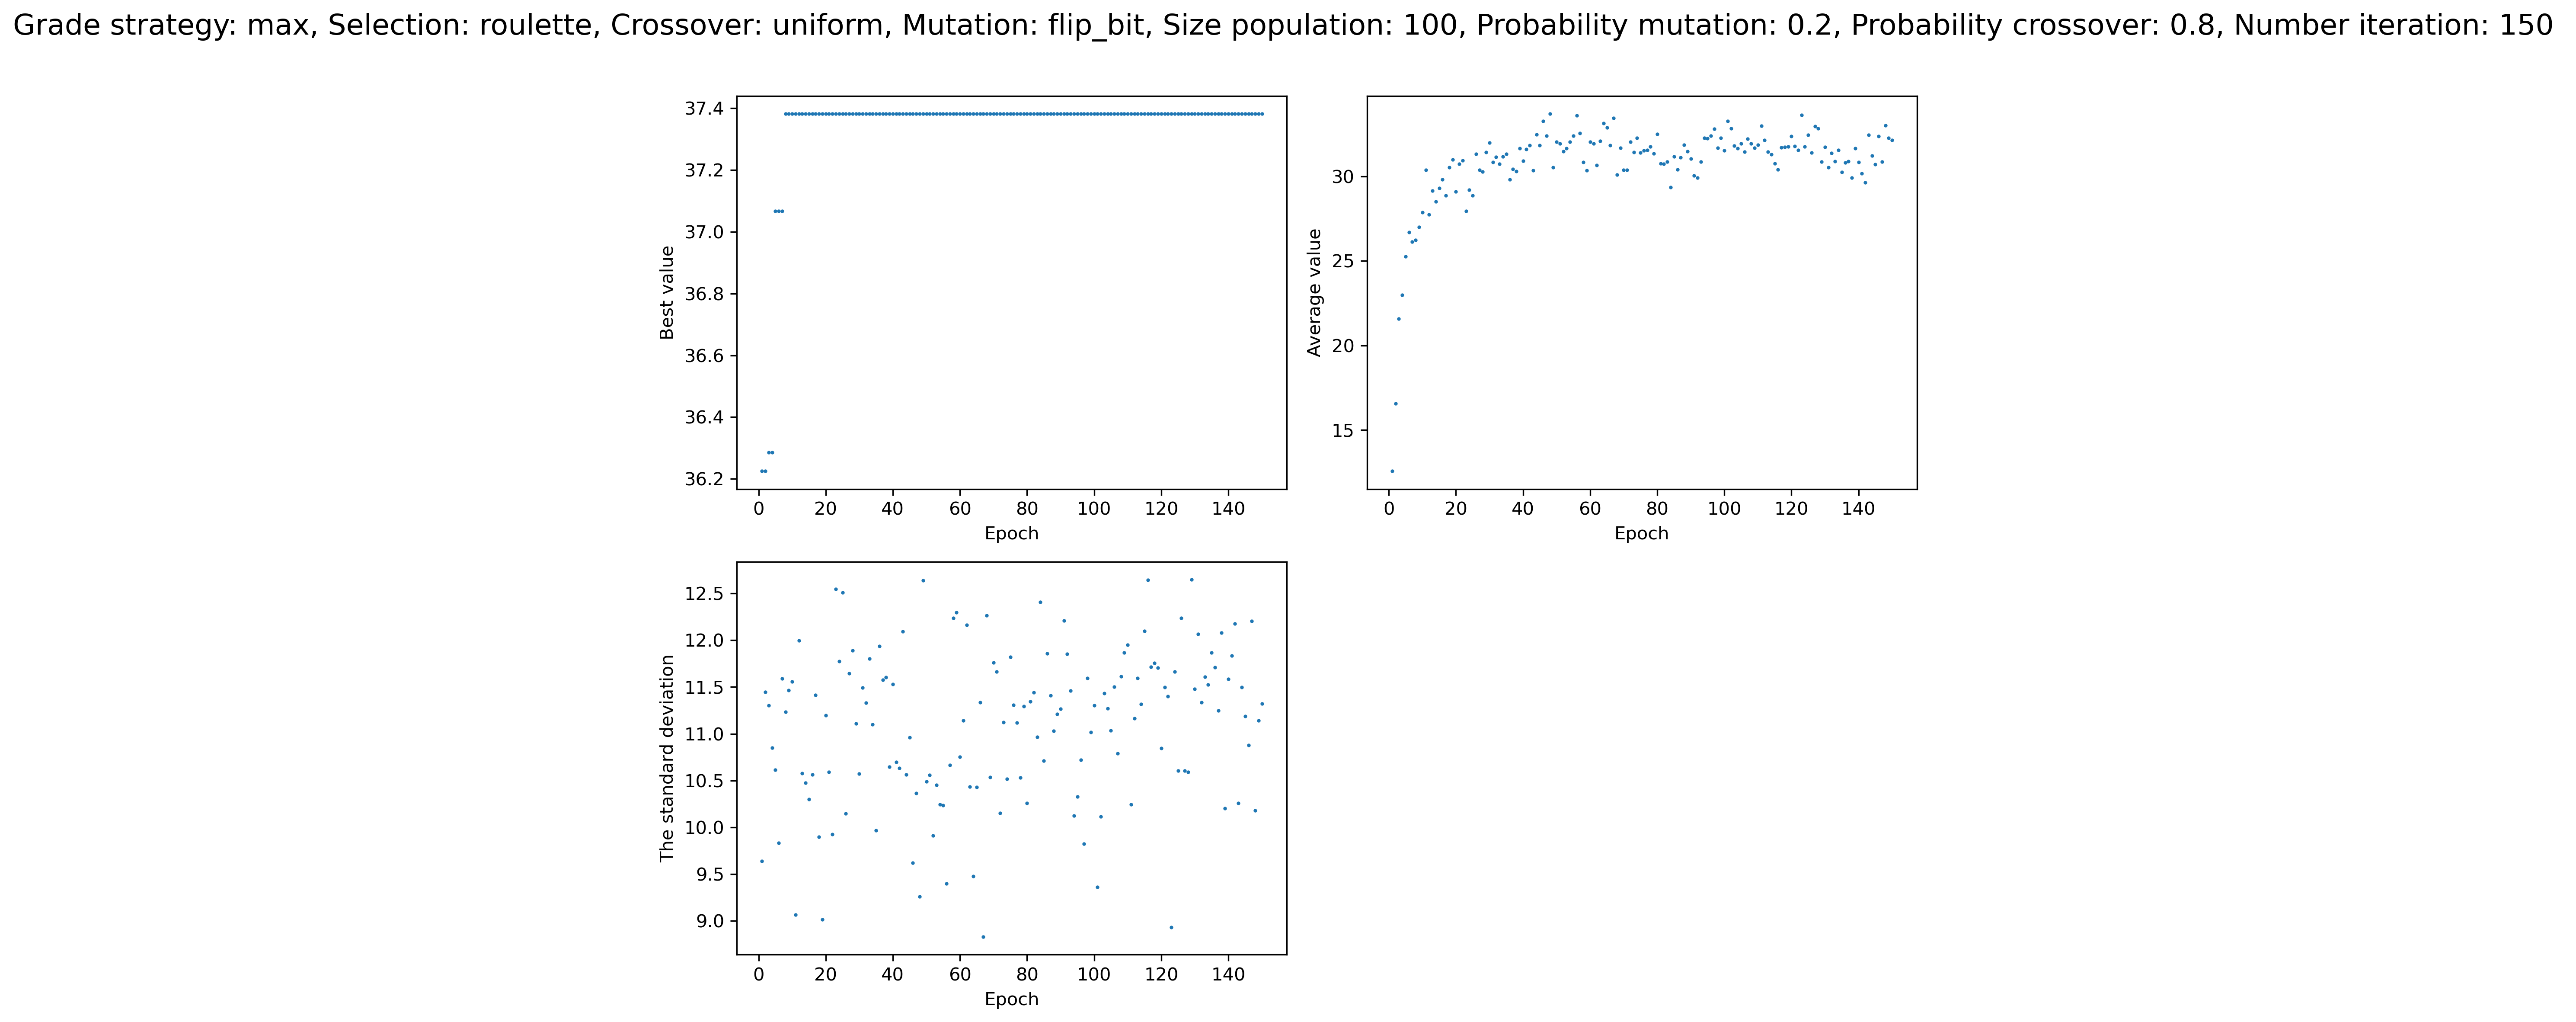 Grade strategy: max, Selection: roulette, Crossover: uniform, Mutation: flip_bit, Size population: 100, Probability mutation: 0.2, Probability crossover: 0.8, Number iteration: 150
37.4
37.2
37.0
36.8
36.6
36.4
36.2
Best value
0 20 40 60 80 100 120 140
Epoch
30
25
20
15
Average value
0 20 40 60 80 100 120 140
Epoch
12.5
12.0
11.5
11.0
10.5
10.0
9.5
9.0
The standard deviation
0 20 40 60 80 100 120 140
Epoch